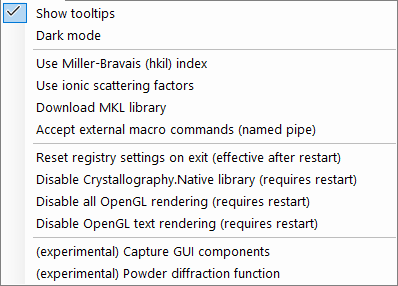 Show tooltips
Dark mode
Use Miller-Bravais (hkil) index
Use ionic scattering factors
Download MKL library
Accept external macro commands (named pipe)
Reset registry settings on exit (effective after restart)
Disable Crystallography.Native library (requires restart)
Disable all OpenGL rendering (requires restart)
Disable OpenGL text rendering (requires restart)
(experimental) Capture GUI components
(experimental) Powder diffraction function